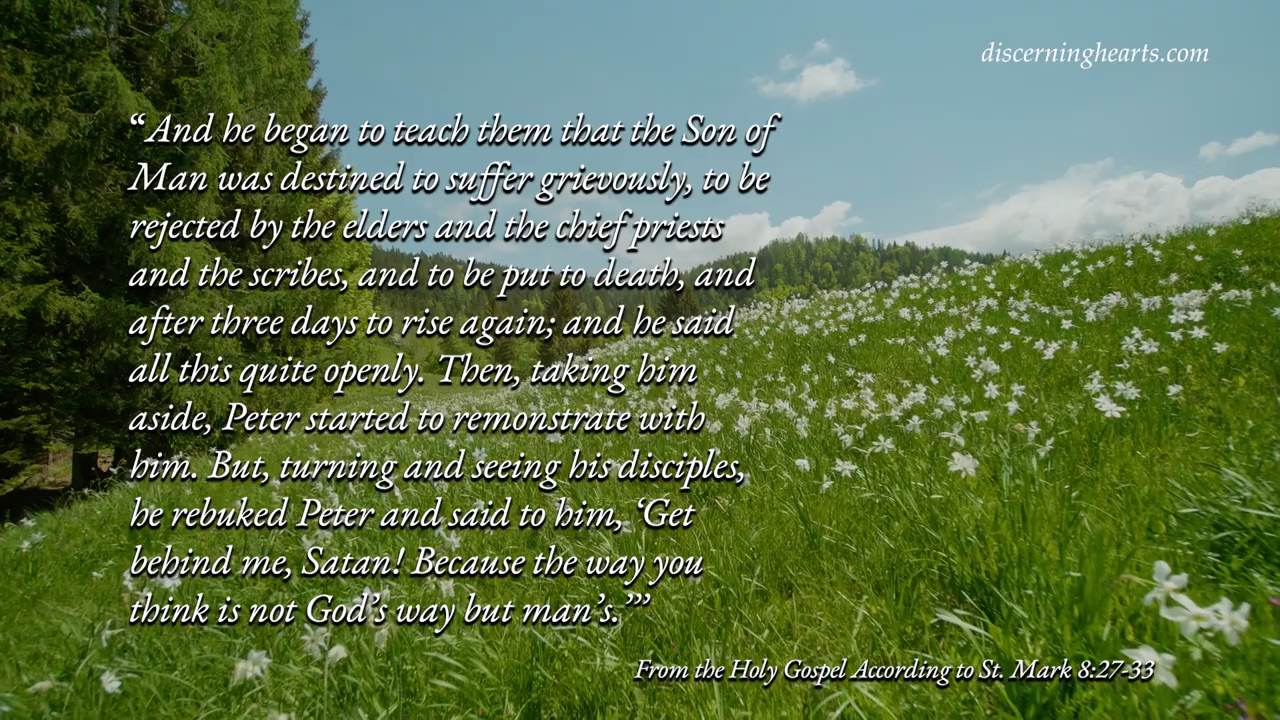 discerninghearts.com
“And he began to teach them that the Son of
Man was destined to suffer grievously, to be
rejected by the elders and the chief priests
and the scribes, and to be put to death, and
after three days to rise again; and he said
all this quite openly. Then, taking him
aside, Peter started to remonstrate with
him. But, turning and seeing his disciples,
he rebuked Peter and said to him, ‘Get
behind me, Satan! Because the way you
think is not God’s way but man’s.’”
From the Holy Gospel According to St. Mark 8:27-33